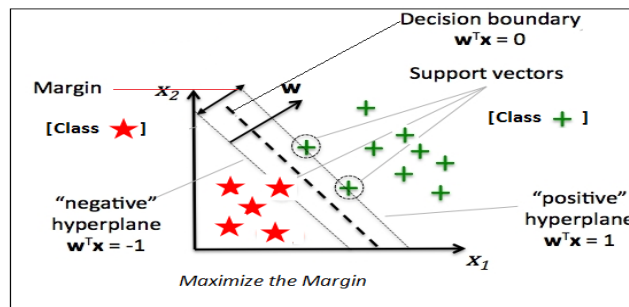 Decision boundary
wᵀx = 0
Margin
x₂
w
Support vectors
[Class ★]
[Class +]
“negative”
hyperplane
wᵀx = -1
“positive”
hyperplane
wᵀx = 1
x₁
Maximize the Margin